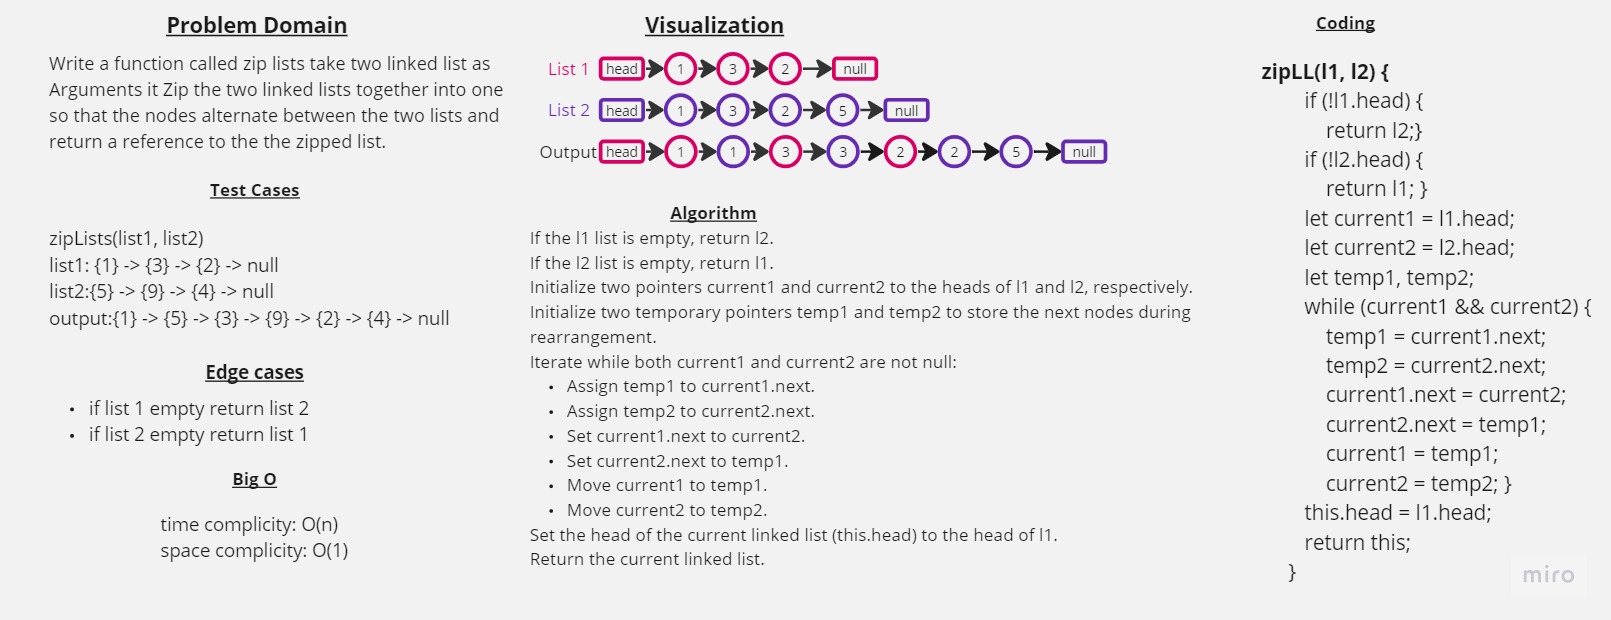 Problem Domain
Write a function called zip lists take two linked list as
Arguments it Zip the two linked lists together into one
so that the nodes alternate between the two lists and
return a reference to the the zipped list.
Test Cases
zipLists(list1, list2)
list1: {1} -> {3} -> {2} -> null
list2:{5} -> {9} -> {4} -> null
output:{1} -> {5} -> {3} -> {9} -> {2} -> {4} -> null
Edge cases
• if list 1 empty return list 2
• if list 2 empty return list 1
Big O
time complicity: O(n)
space complicity: O(1)
Visualization
List 1 head 1 3 2 null
List 2 head 1 3 2 5 null
Output head 1 1 3 3 2 2 5 null
Algorithm
If the l1 list is empty, return l2.
If the l2 list is empty, return l1.
Initialize two pointers current1 and current2 to the heads of l1 and l2, respectively.
Initialize two temporary pointers temp1 and temp2 to store the next nodes during
rearrangement.
Iterate while both current1 and current2 are not null:
• Assign temp1 to current1.next.
• Assign temp2 to current2.next.
• Set current1.next to current2.
• Set current2.next to temp1.
• Move current1 to temp1.
• Move current2 to temp2.
Set the head of the current linked list (this.head) to the head of l1.
Return the current linked list.
Coding
zipLL(l1, l2) {
if (!l1.head) {
return l2;}
if (!l2.head) {
return l1; }
let current1 = l1.head;
let current2 = l2.head;
let temp1, temp2;
while (current1 && current2) {
temp1 = current1.next;
temp2 = current2.next;
current1.next = current2;
current2.next = temp1;
current1 = temp1;
current2 = temp2; }
this.head = l1.head;
return this;
}
miro